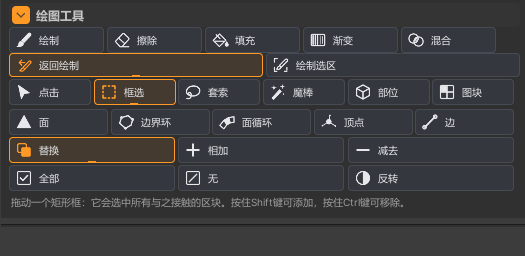 绘图工具
绘制 擦除 填充 渐变 混合
返回绘制 绘制选区
点击 框选 套索 魔棒 部位 图块
面 边界环 面循环 顶点 边
替换 相加 减去
全部 无 反转
拖动一个矩形框：它会选中所有与之接触的区块。按住Shift键可添加，按住Ctrl键可移除。